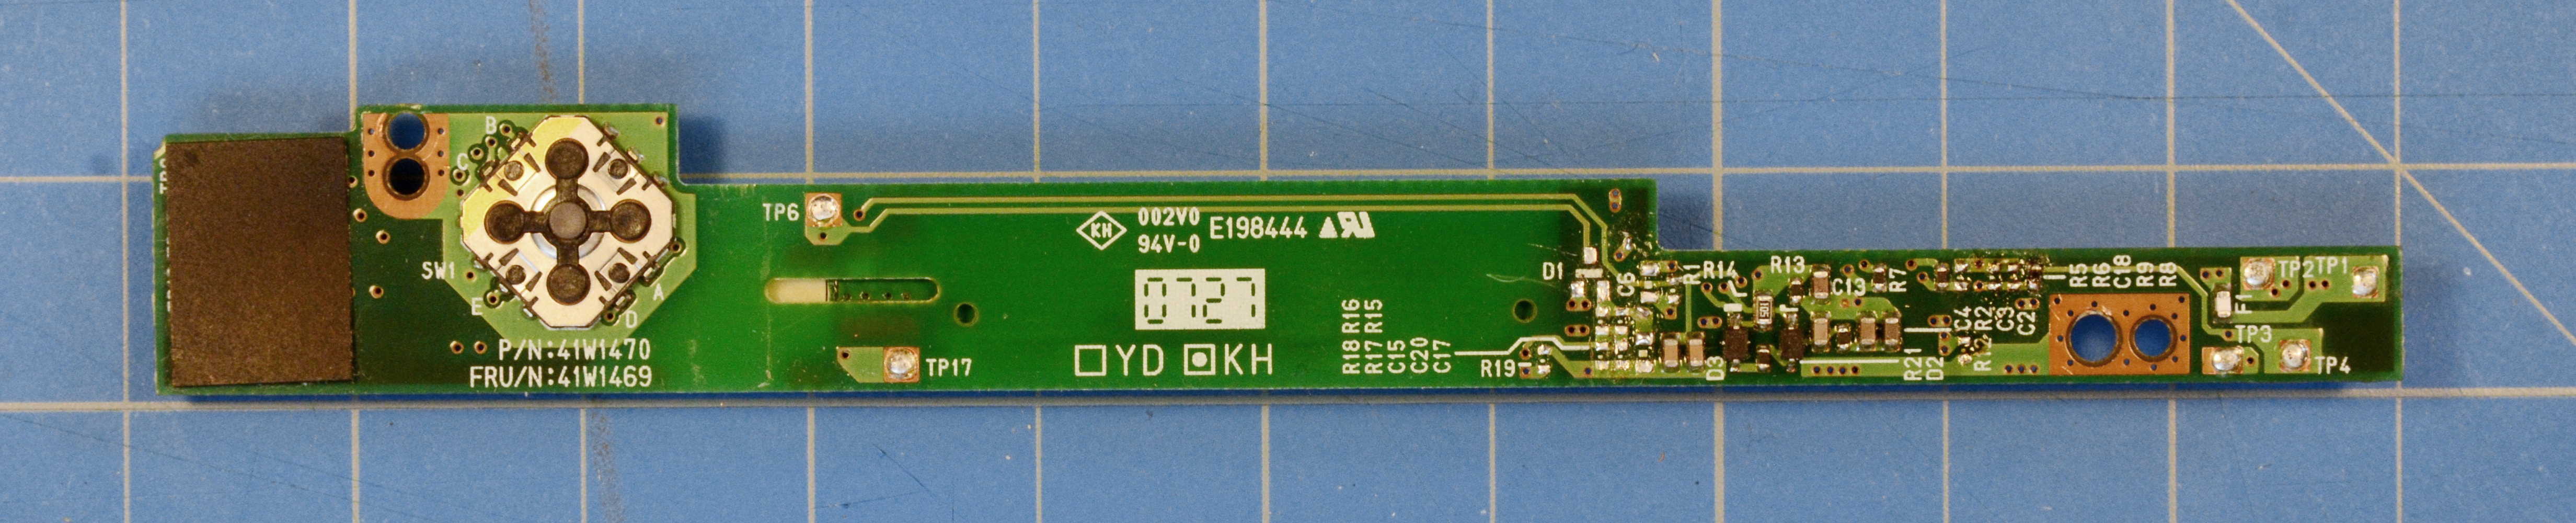 B
C
SW1
E
A
D
P/N:41W1470
FRU/N:41W1469
TP6
TP17
KH
002V0
94V-0
E198444
0727
YD KH
R18 R16
R17 R15
C15
C20
C17
R19
D1
C6
R1
R14
R13
C13
R7
D3
R21
D2
C4
R2
C3
C2
R5
R6
C18
R9
R8
F1
TP2
TP1
TP3
TP4